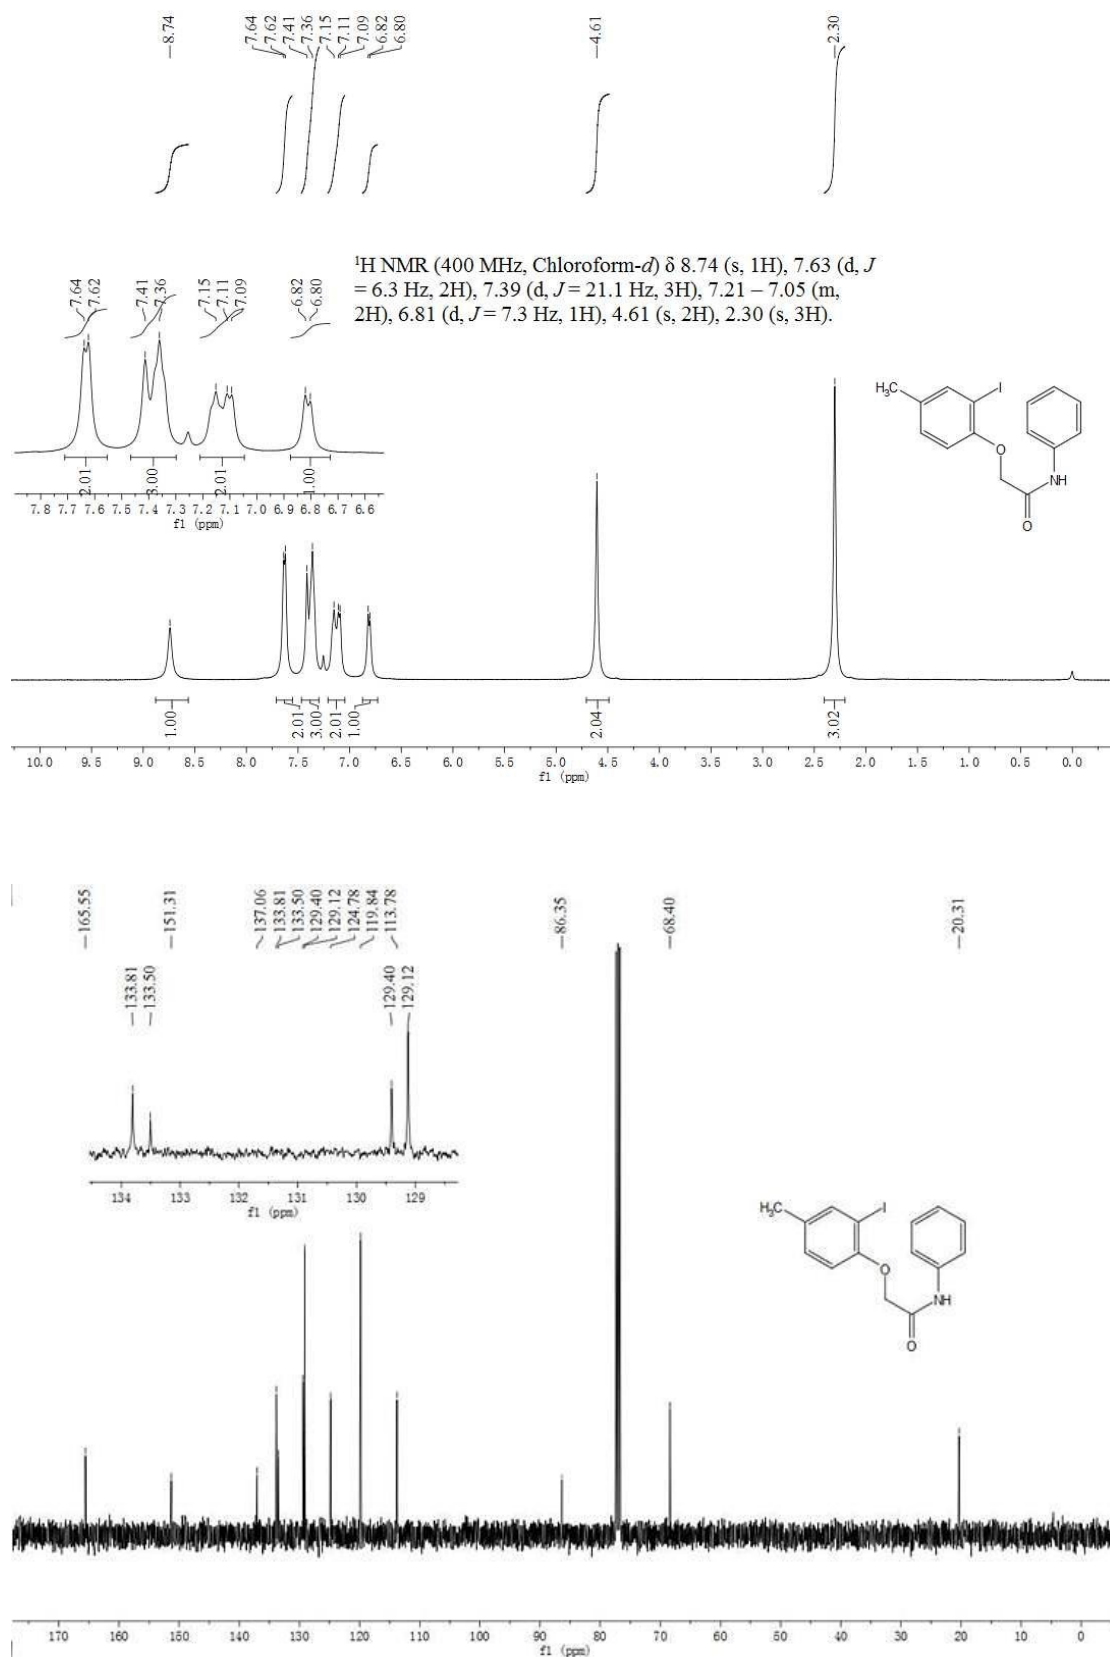 8.74
7.64
7.62
7.41
7.36
7.15
7.11
7.09
6.82
6.80
4.61
2.30
¹H NMR (400 MHz, Chloroform-d) δ 8.74 (s, 1H), 7.63 (d, J
= 6.3 Hz, 2H), 7.39 (d, J = 21.1 Hz, 3H), 7.21 – 7.05 (m,
2H), 6.81 (d, J = 7.3 Hz, 1H), 4.61 (s, 2H), 2.30 (s, 3H).
7.64
7.62
7.41
7.36
7.15
7.11
7.09
6.82
6.80
2.01
3.00
2.01
1.00
7.8 7.7 7.6 7.5 7.4 7.3 7.2 7.1 7.0 6.9 6.8 6.7 6.6
f1 (ppm)
H₃C
I
O
NH
O
1.00
2.01
3.00
2.01
1.00
2.04
3.02
10.0 9.5 9.0 8.5 8.0 7.5 7.0 6.5 6.0 5.5 5.0 4.5 4.0 3.5 3.0 2.5 2.0 1.5 1.0 0.5 0.0
f1 (ppm)
165.55
151.31
137.06
133.81
133.50
129.40
129.12
124.78
119.84
113.78
86.35
68.40
20.31
133.81
133.50
129.40
129.12
134 133 132 131 130 129
f1 (ppm)
H₃C
I
O
NH
O
170 160 150 140 130 120 110 100 90 80 70 60 50 40 30 20 10 0
f1 (ppm)